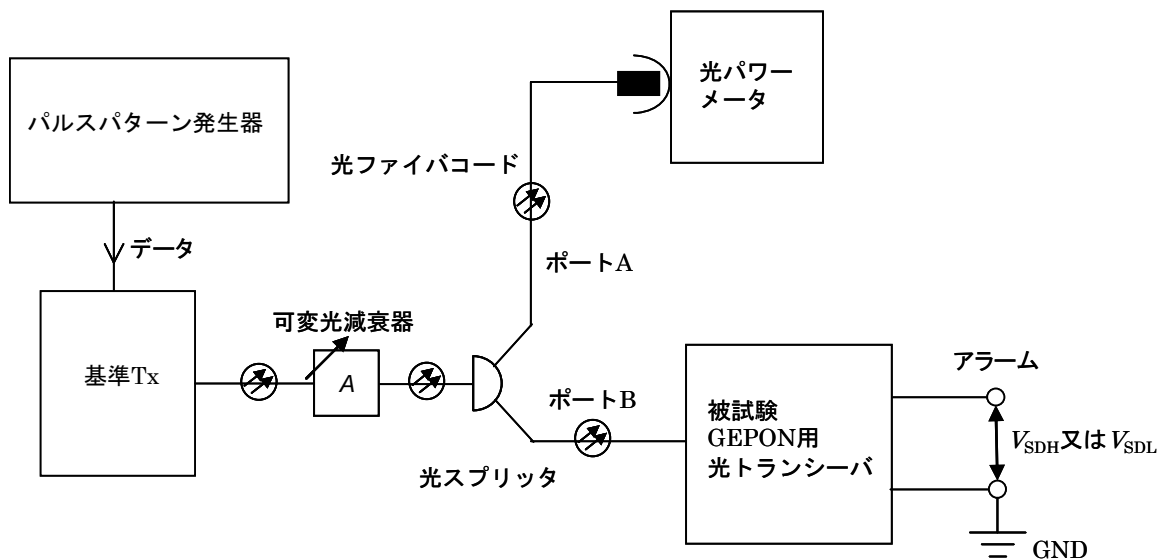 パルスパターン発生器
データ
基準Tx
可変光減衰器
A
光スプリッタ
光ファイバコード
ポートA
光パワー
メータ
ポートB
被試験
GEPON用
光トランシーバ
アラーム
VSDH又はVSDL
GND